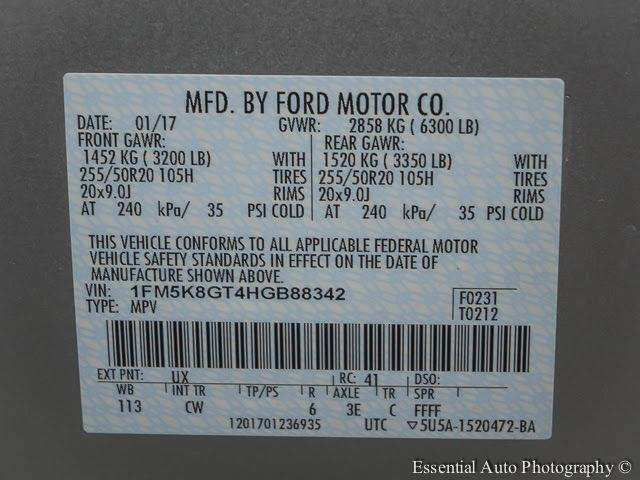 MFD. BY FORD MOTOR CO.
DATE: 01/17 GVWR: 2858 KG ( 6300 LB)
FRONT GAWR: REAR GAWR:
1452 KG ( 3200 LB) WITH 1520 KG ( 3350 LB) WITH
255/50R20 105H TIRES 255/50R20 105H TIRES
20x9.0J RIMS 20x9.0J RIMS
AT 240 kPa/ 35 PSI COLD AT 240 kPa/ 35 PSI COLD
THIS VEHICLE CONFORMS TO ALL APPLICABLE FEDERAL MOTOR
VEHICLE SAFETY STANDARDS IN EFFECT ON THE DATE OF
MANUFACTURE SHOWN ABOVE.
VIN: 1FM5K8GT4HGB88342 F0231
TYPE: MPV T0212
EXT PNT: UX RC: 41 DSO:
WB INT TR TP/PS R AXLE TR SPR
113 CW 6 3E C FFFF
1201701236935 UTC ▽5U5A-1520472-BA
Essential Auto Photography (c)